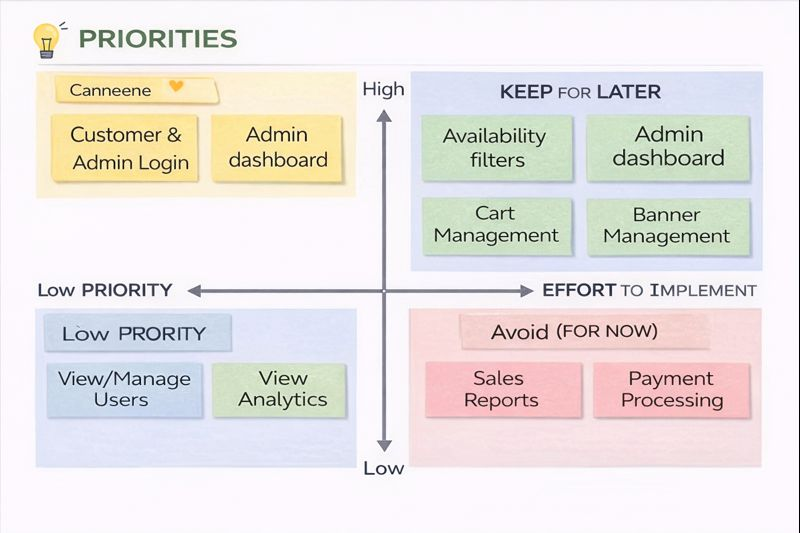 PRIORITIES
Canneene
Customer &
Admin Login
Admin
dashboard
High
KEEP FOR LATER
Availability
filters
Admin
dashboard
Cart
Management
Banner
Management
Low PRIORITY
EFFORT TO IMPLEMENT
Low PRORITY
View/Manage
Users
View
Analytics
Avoid (FOR NOW)
Sales
Reports
Payment
Processing
Low